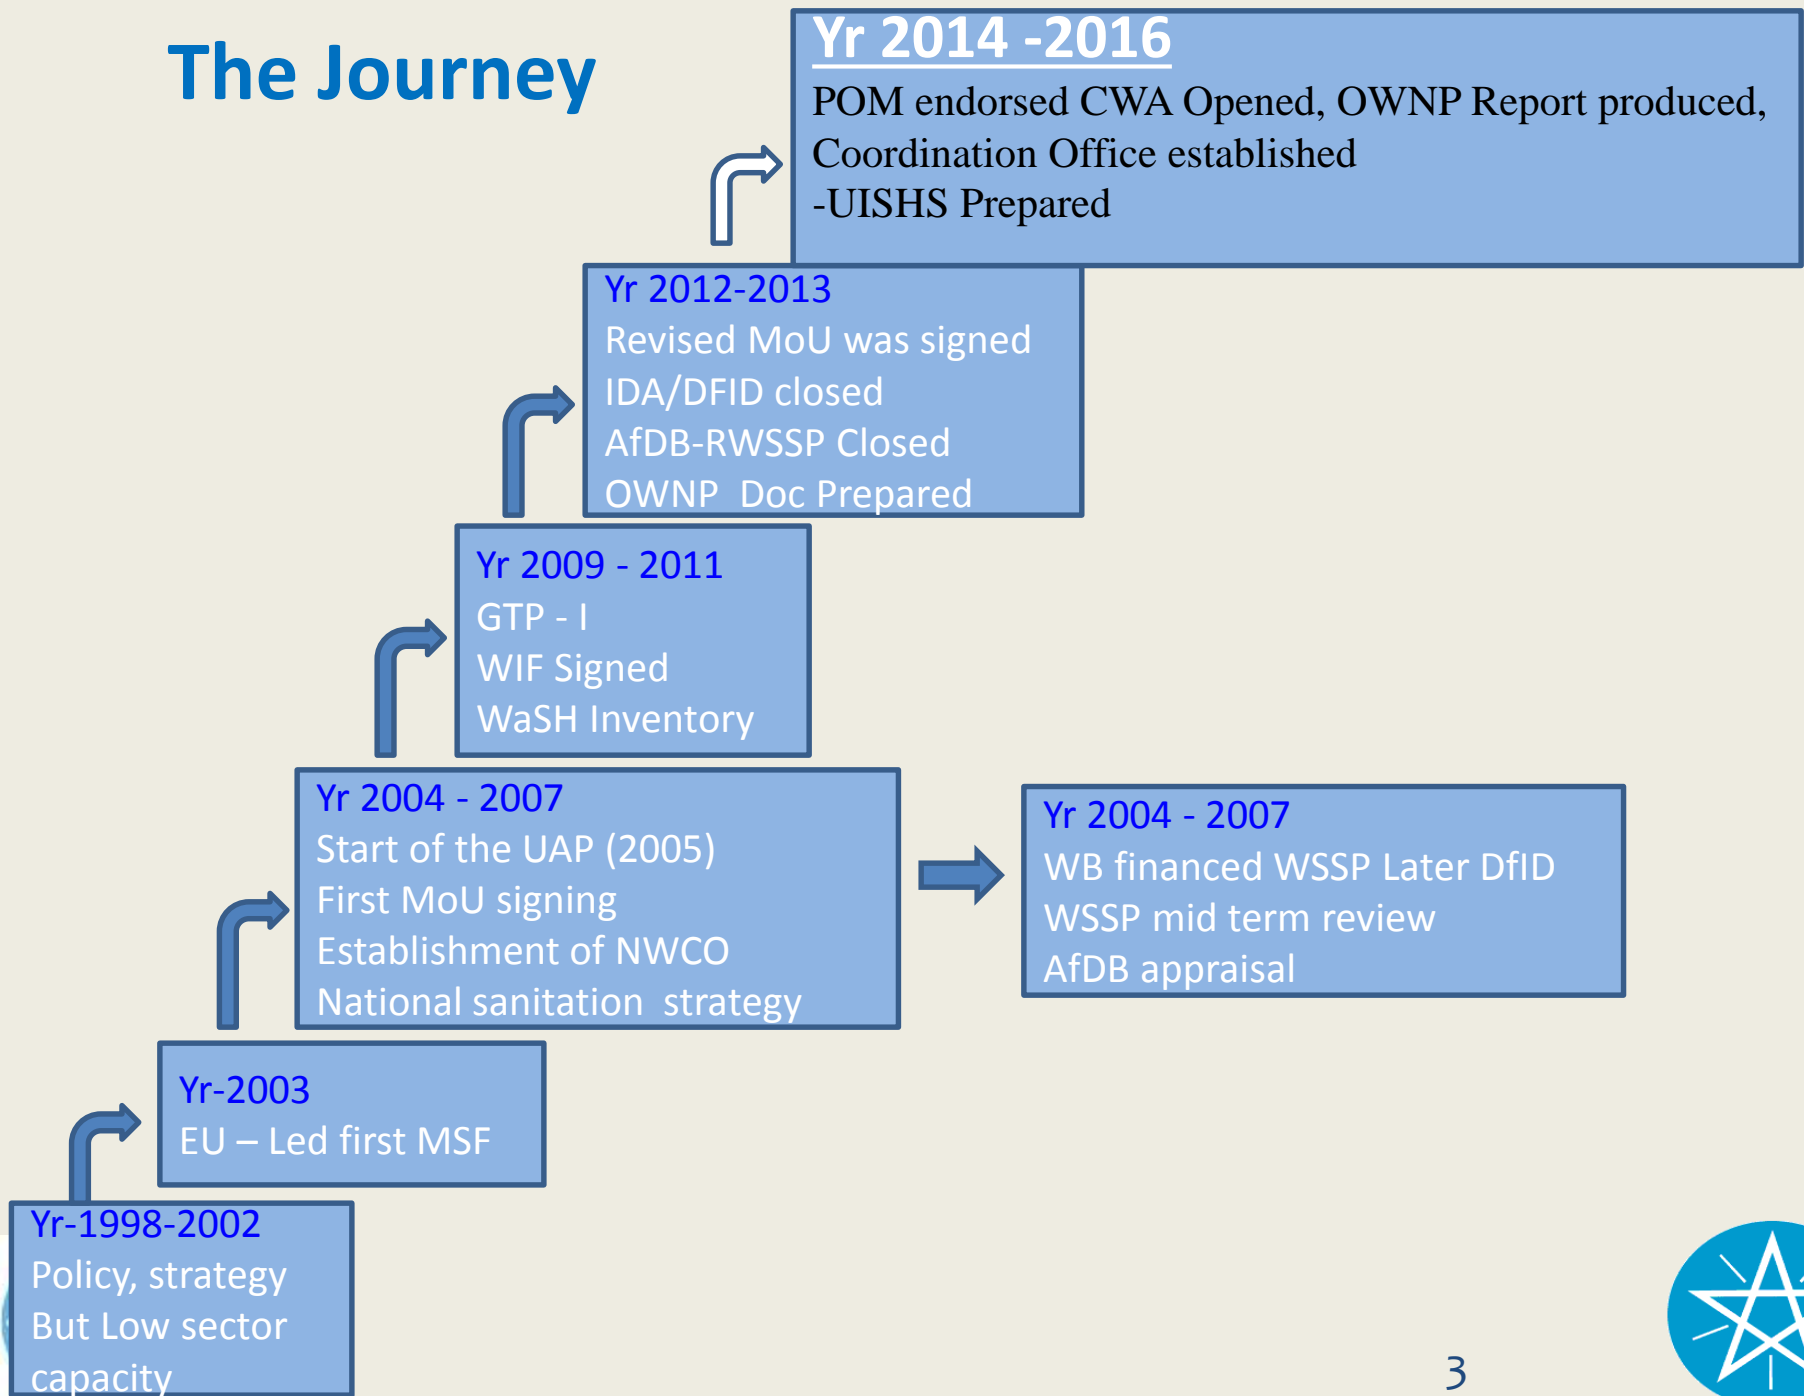 The Journey
Yr 2014 -2016
POM endorsed CWA Opened, OWNP Report produced,
Coordination Office established
-UISHS Prepared
Yr 2012-2013
Revised MoU was signed
IDA/DFID closed
AfDB-RWSSP Closed
OWNP  Doc Prepared
Yr 2009 - 2011
GTP - I
WIF Signed
WaSH Inventory
Yr 2004 - 2007
Start of the UAP (2005)
First MoU signing
Establishment of NWCO
National sanitation  strategy
Yr 2004 - 2007
WB financed WSSP Later DfID
WSSP mid term review
AfDB appraisal
Yr-2003
EU – Led first MSF
Yr-1998-2002
Policy, strategy
But Low sector
capacity
3